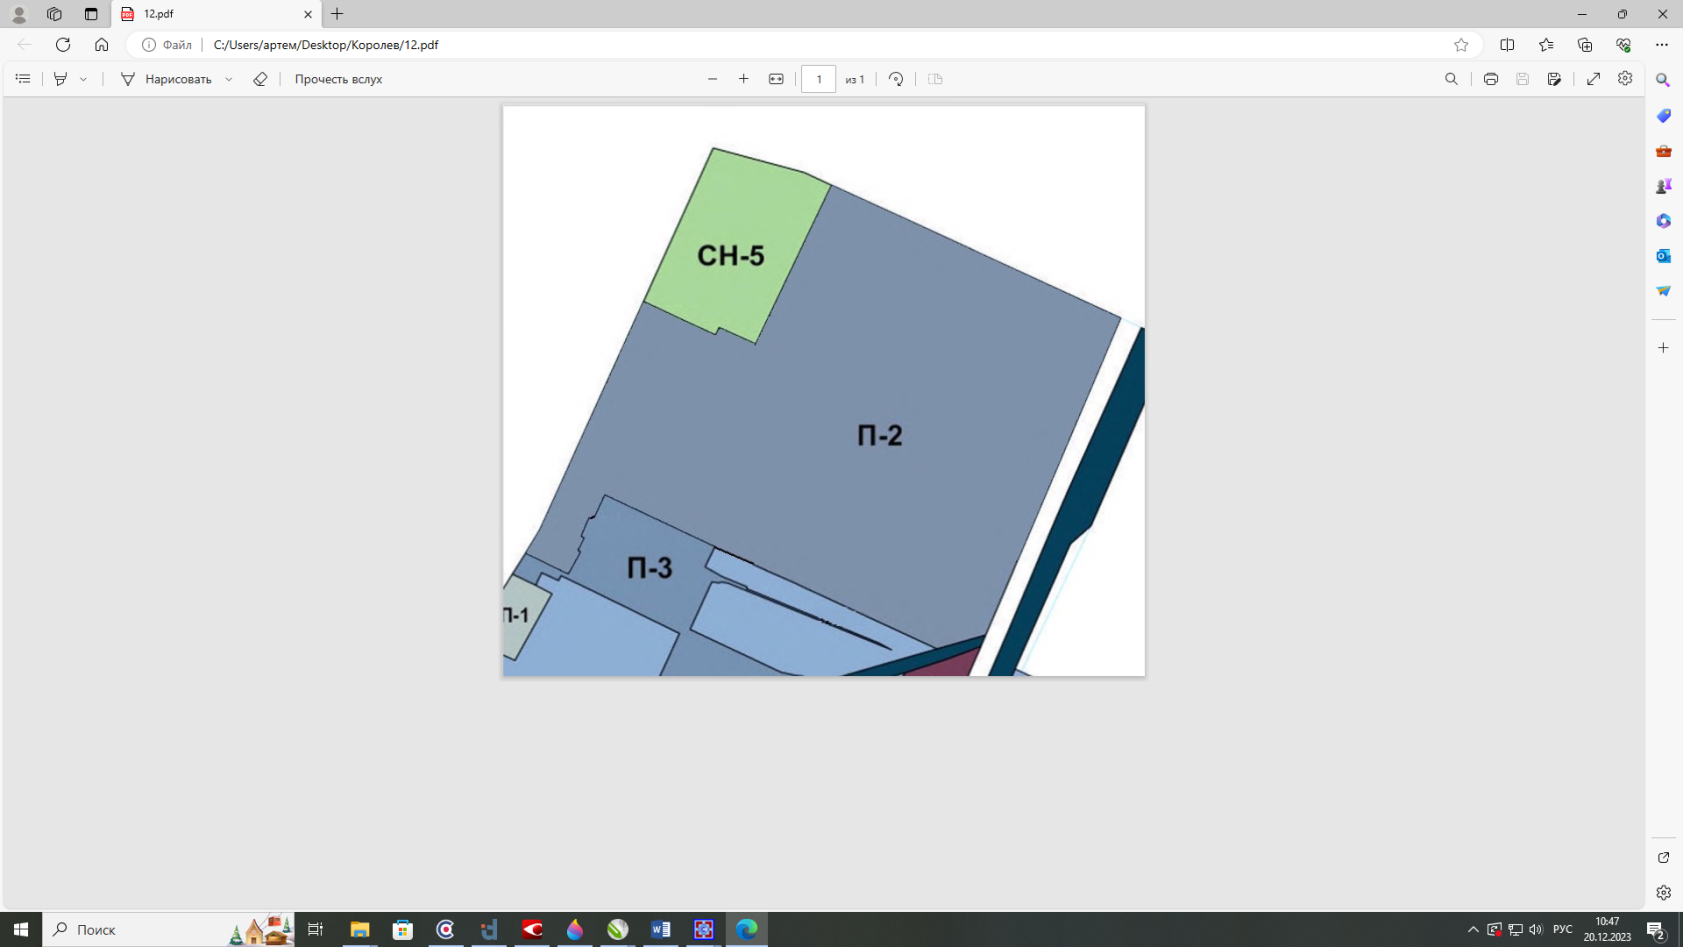 12.pdf
Файл
C:/Users/артем/Desktop/Королев/12.pdf
Нарисовать
Прочесть вслух
1
из 1
СН-5
П-2
П-3
П-1
Поиск
РУС
10:47
20.12.2023
2